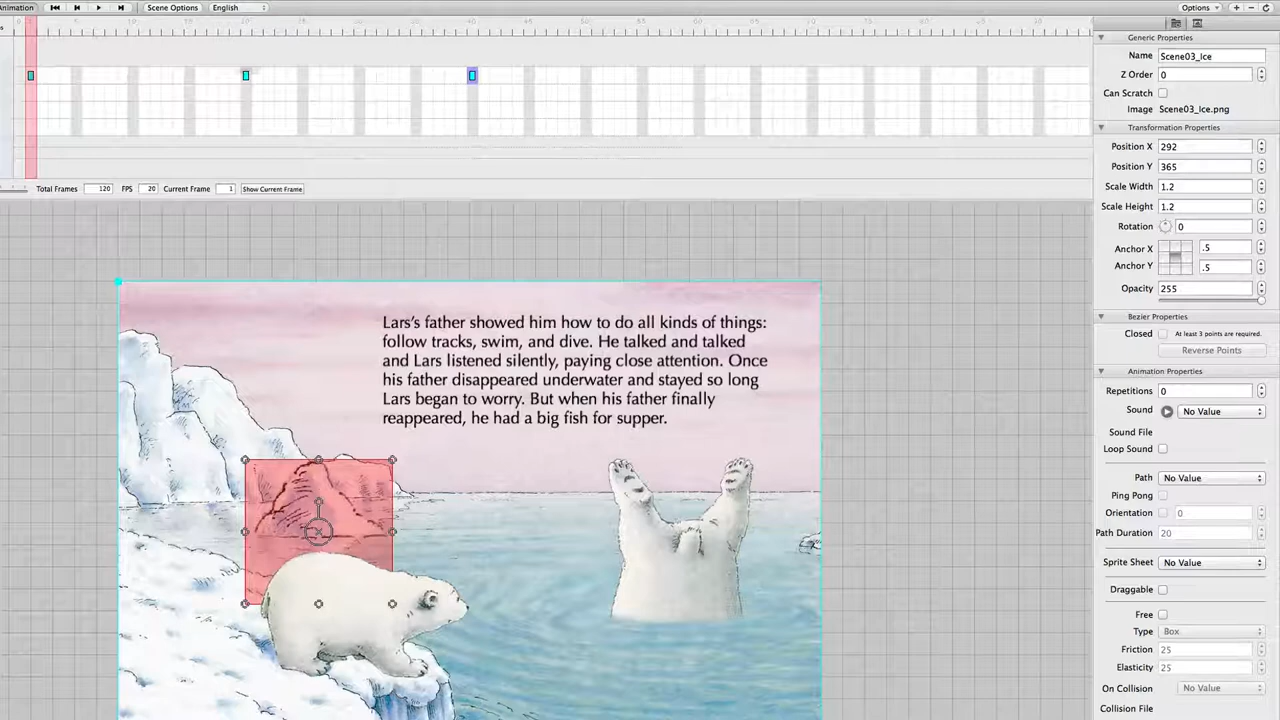 Animation Scene Options English Options
Generic Properties
Name Scene03_Ice
Z Order 0
Can Scratch
Image Scene03_Ice.png
Transformation Properties
Position X 292
Position Y 365
Scale Width 1.2
Total Frames 120 FPS 20 Current Frame 1 Show Current Frame
Scale Height 1.2
Rotation 0
Anchor X .5
Anchor Y .5
Opacity 255
Bezier Properties
Closed At least 3 points are required.
Reverse Points
Animation Properties
Repetitions 0
Sound No Value
Sound File
Loop Sound
Path No Value
Ping Pong
Orientation 0
Path Duration 20
Sprite Sheet No Value
Draggable
Free
Type Box
Friction 25
Elasticity 25
On Collision No Value
Collision File
Lars's father showed him how to do all kinds of things:
follow tracks, swim, and dive. He talked and talked
and Lars listened silently, paying close attention. Once
his father disappeared underwater and stayed so long
Lars began to worry. But when his father finally
reappeared, he had a big fish for supper.